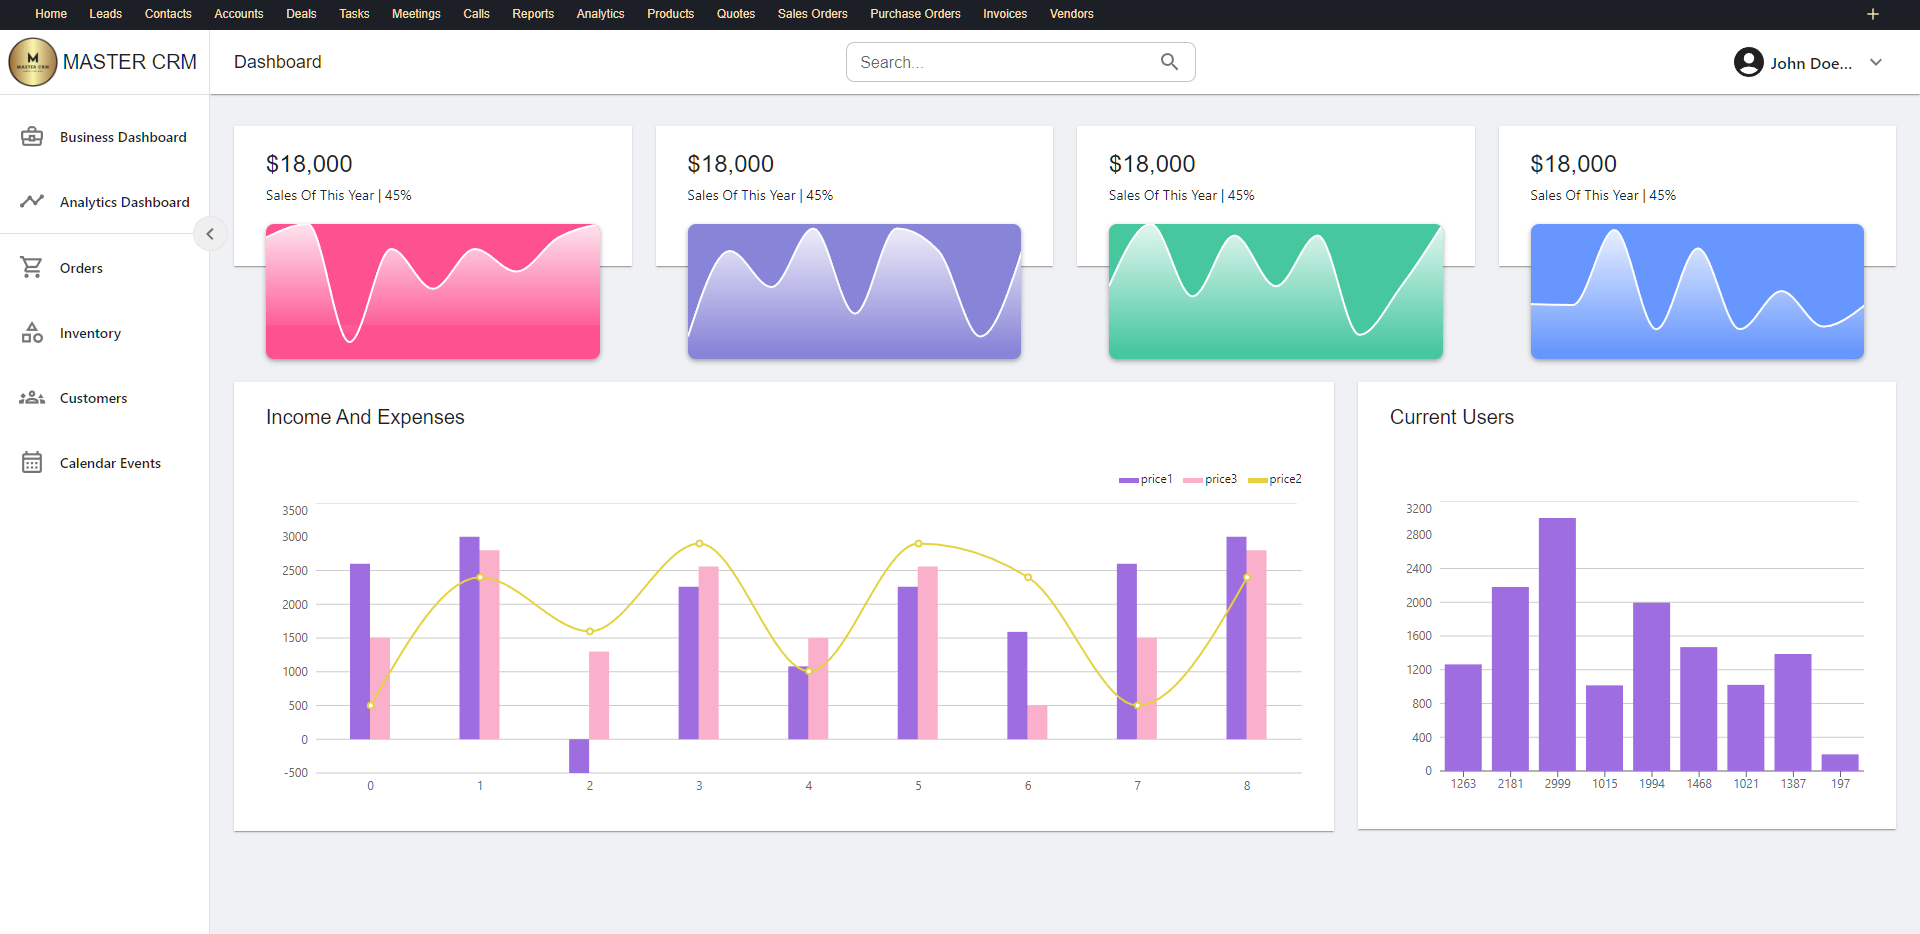 Home Leads Contacts Accounts Deals Tasks Meetings Calls Reports Analytics Products Quotes Sales Orders Purchase Orders Invoices Vendors +
M
MASTER CRM
MASTER CRM
Dashboard
Search...
John Doe...
Business Dashboard
Analytics Dashboard
Orders
Inventory
Customers
Calendar Events
$18,000
Sales Of This Year | 45%
$18,000
Sales Of This Year | 45%
$18,000
Sales Of This Year | 45%
$18,000
Sales Of This Year | 45%
Income And Expenses
price1 price3 price2
3500
3000
2500
2000
1500
1000
500
0
-500
0 1 2 3 4 5 6 7 8
Current Users
3200
2800
2400
2000
1600
1200
800
400
0
1263 2181 2999 1015 1994 1468 1021 1387 197